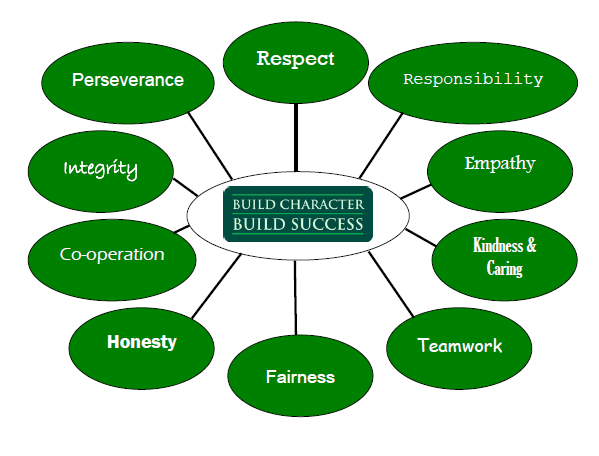 Respect
Perseverance
Responsibility
Integrity
Empathy
BUILD CHARACTER
BUILD SUCCESS
Co-operation
Kindness &
Caring
Honesty
Teamwork
Fairness